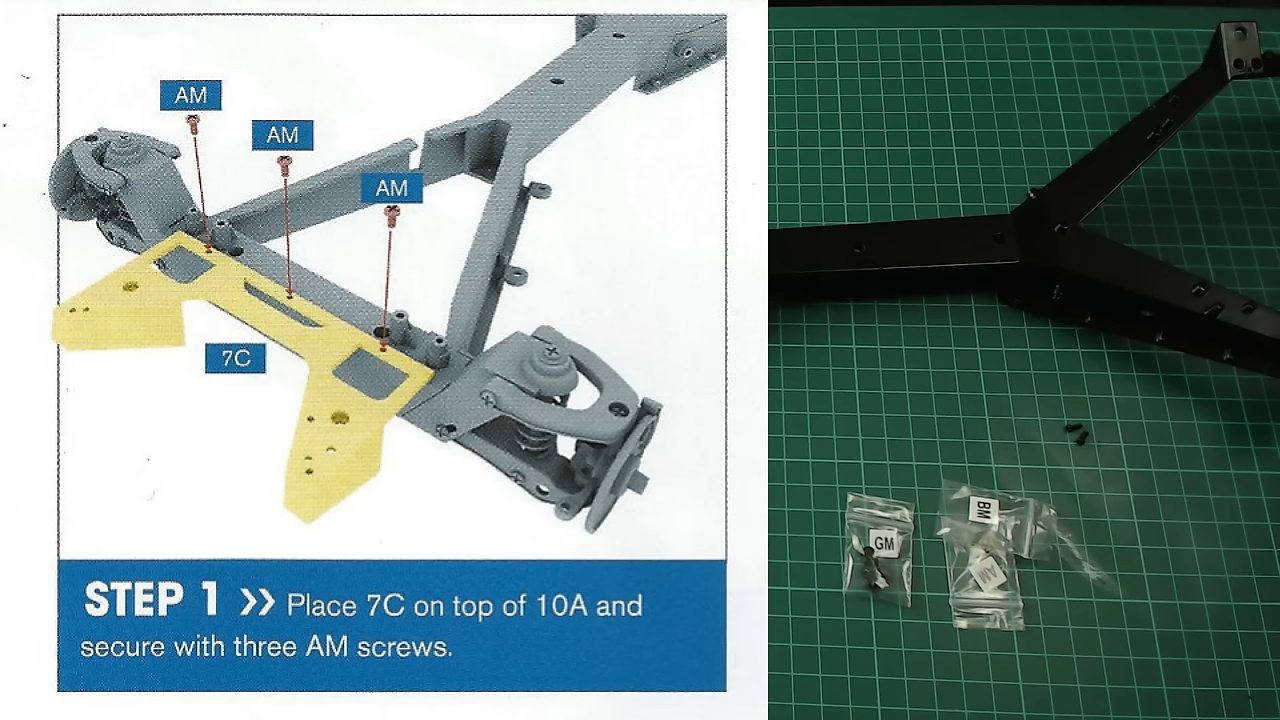 AM
AM
AM
7C
STEP 1 >> Place 7C on top of 10A and
secure with three AM screws.
BM
GM
AM